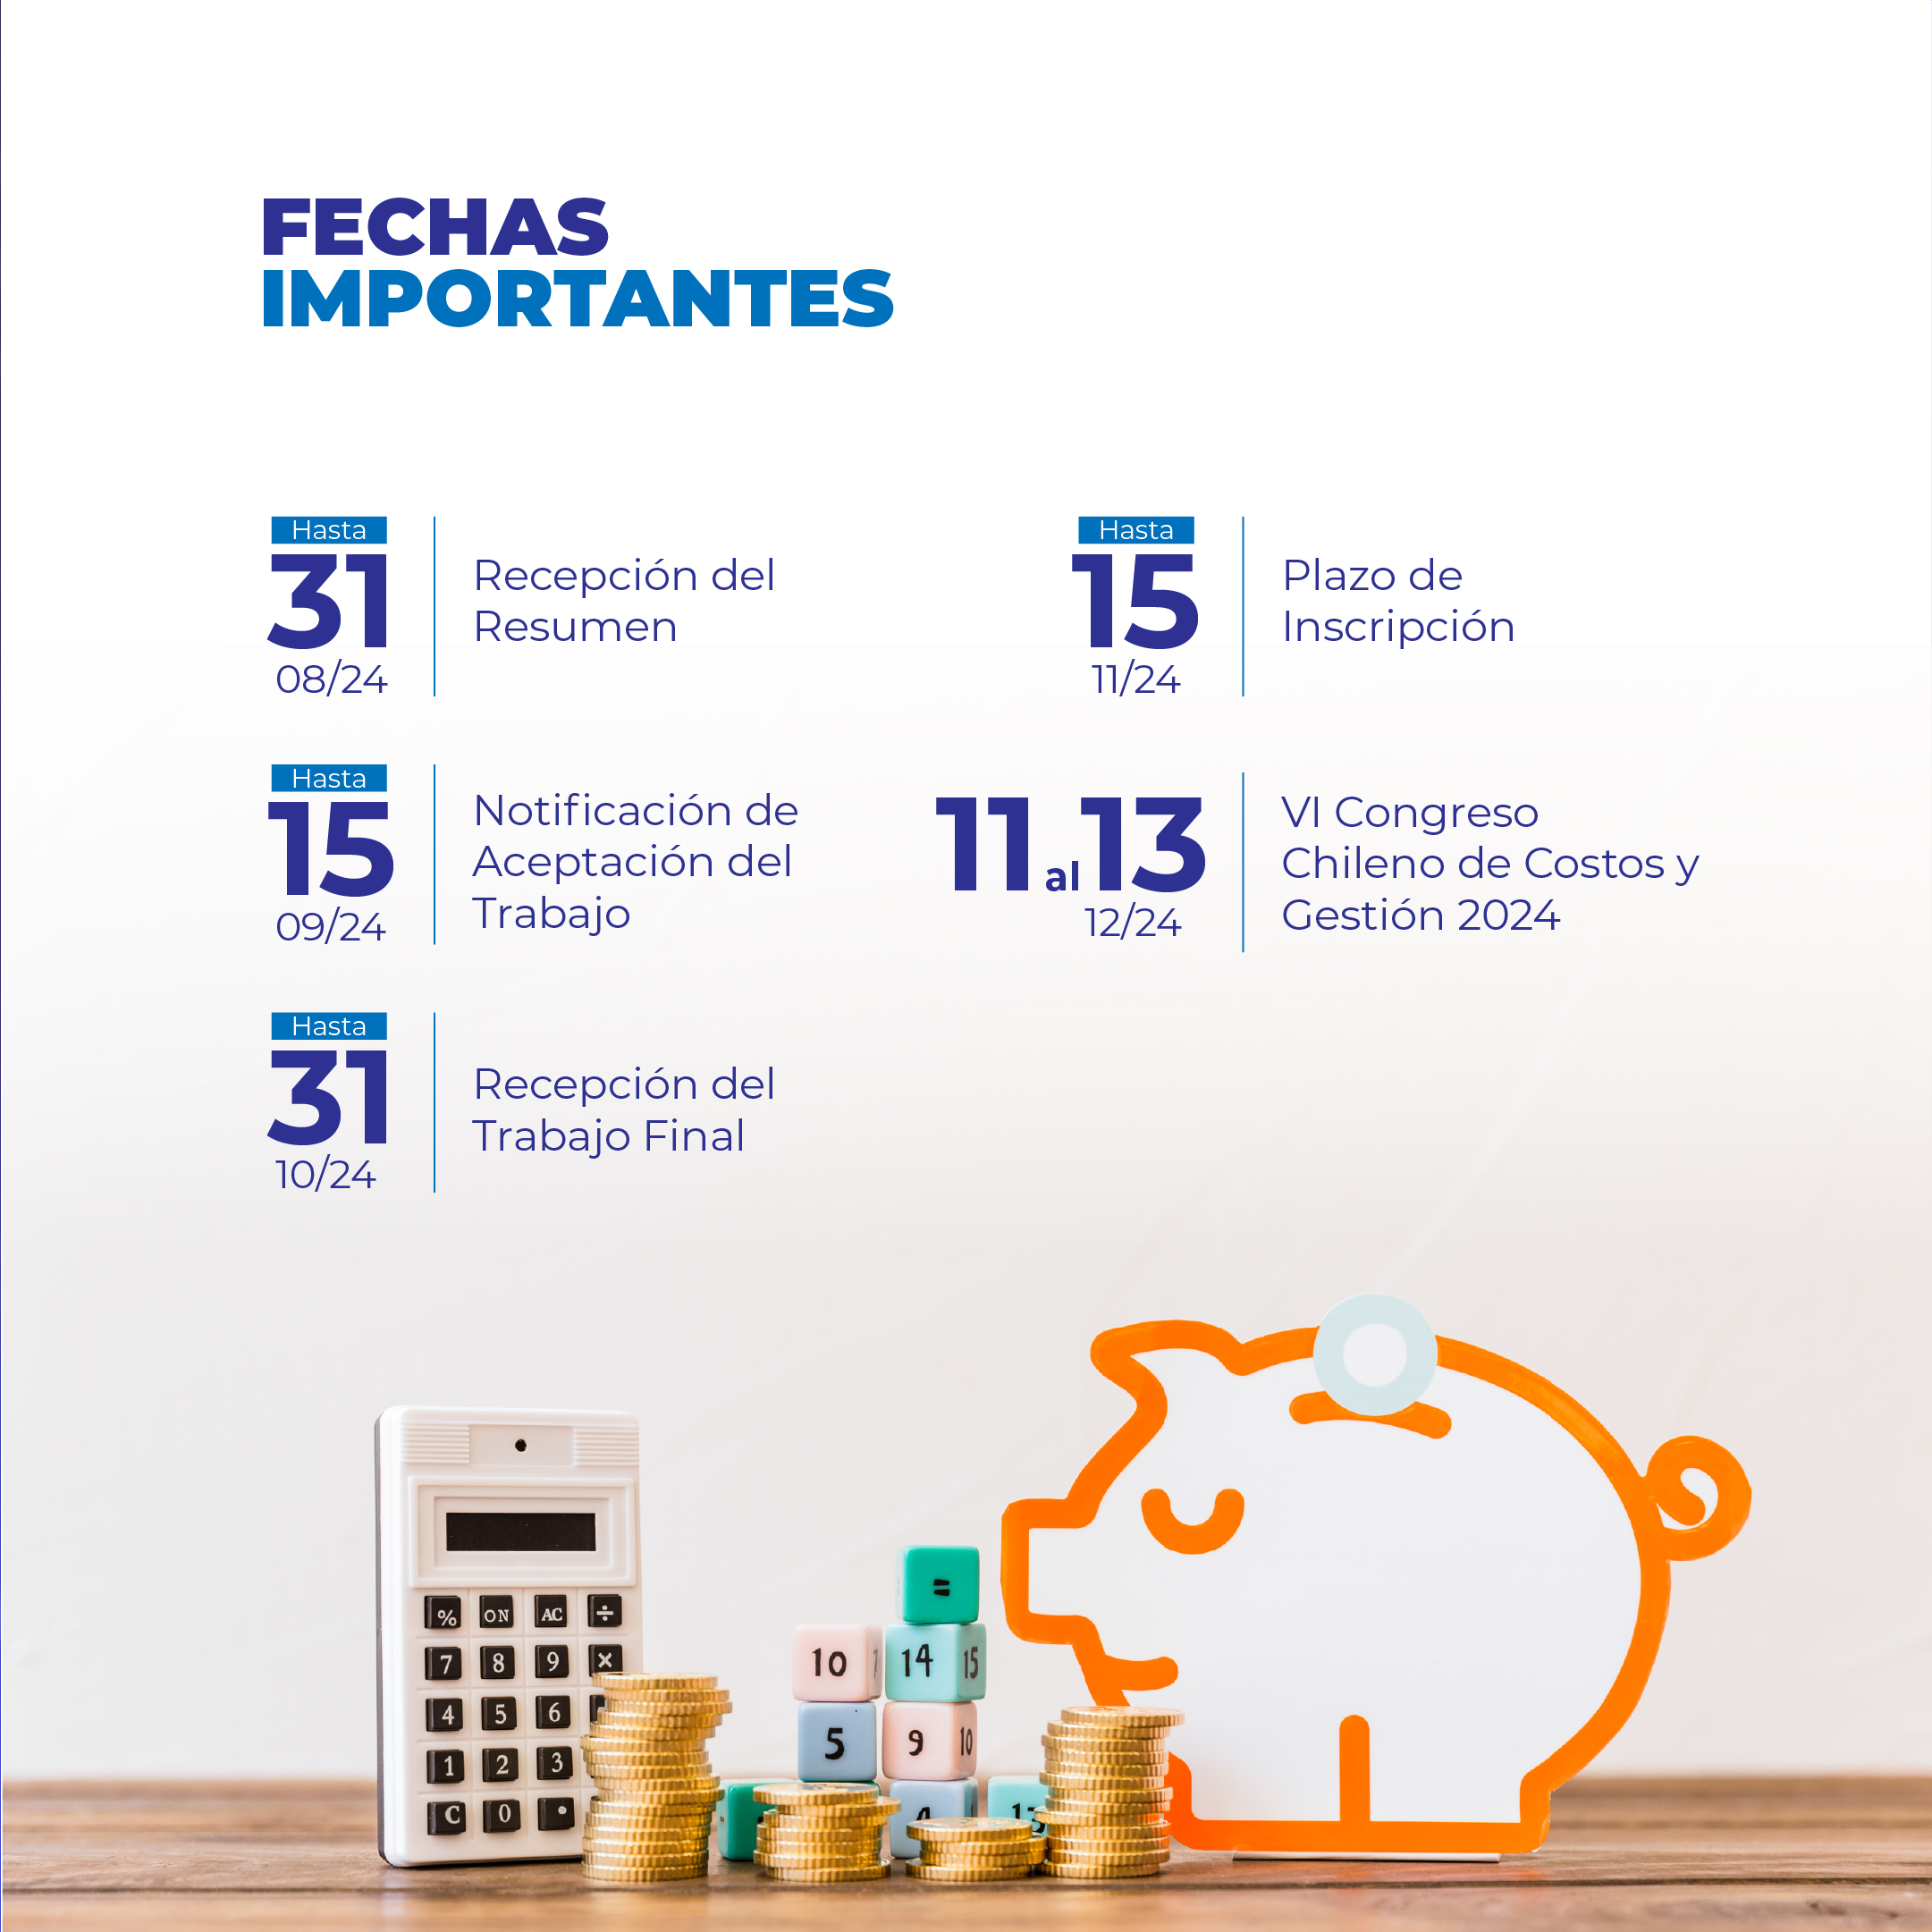 FECHAS
IMPORTANTES
Hasta
31
08/24
Recepción del
Resumen
Hasta
15
09/24
Notificación de
Aceptación del
Trabajo
Hasta
31
10/24
Recepción del
Trabajo Final
Hasta
15
11/24
Plazo de
Inscripción
11 al 13
12/24
VI Congreso
Chileno de Costos y
Gestión 2024
% ON AC ÷
7 8 9 ×
4 5 6
1 2 3
C 0 •
=
10 14 15
5 9 10
4